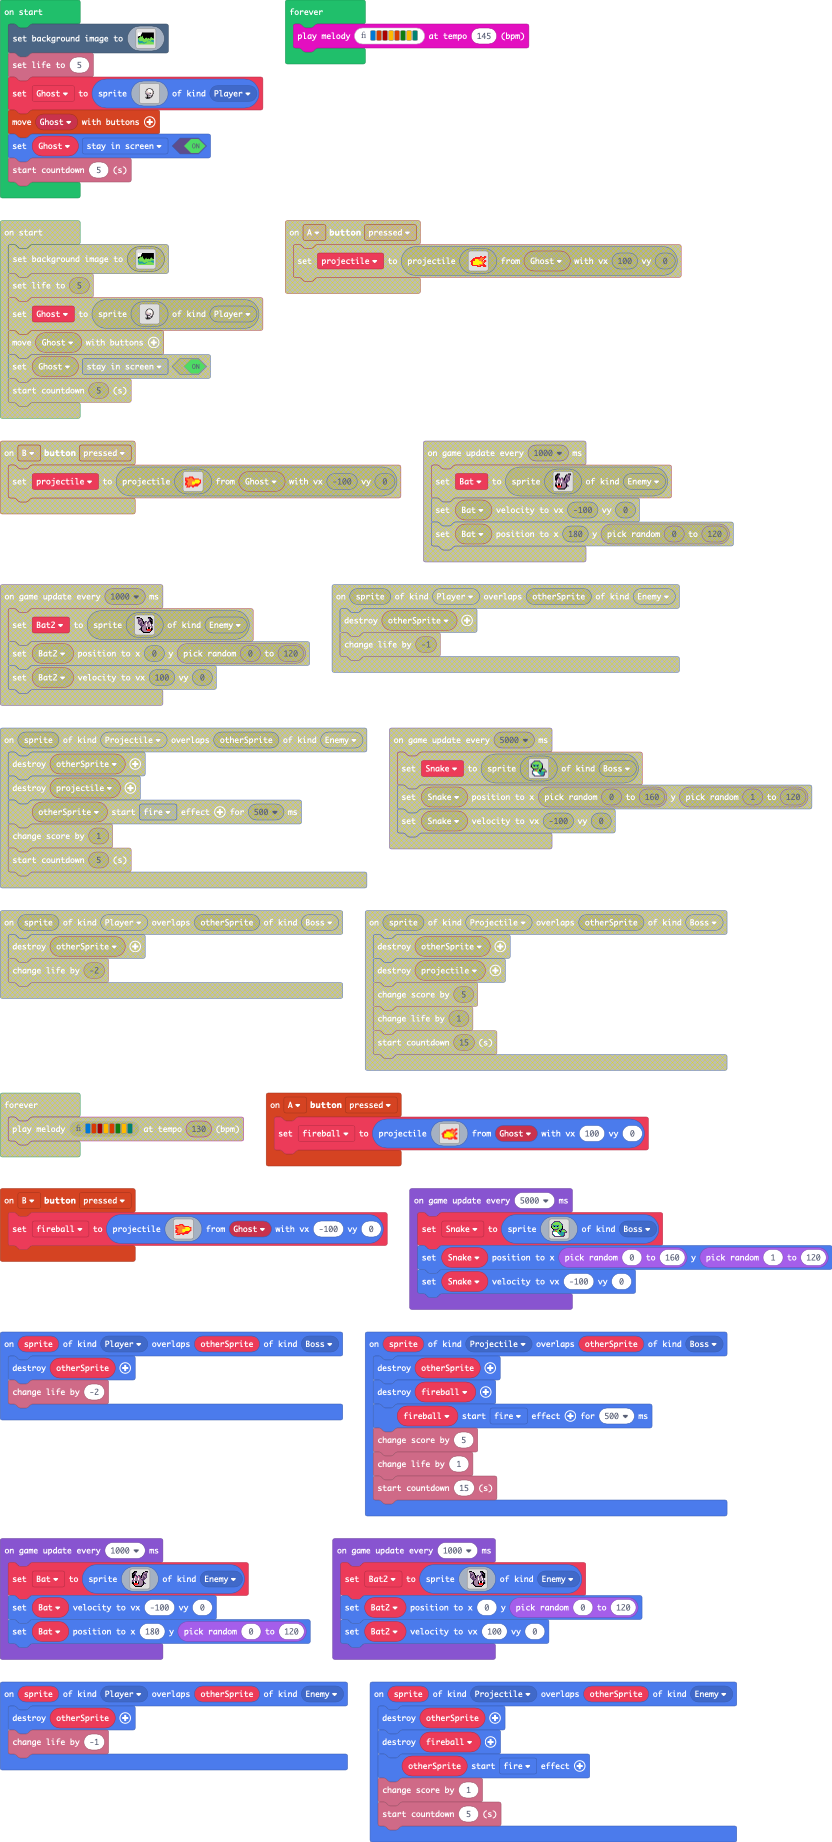 on start
set background image to
set life to 5
set Ghost to sprite of kind Player
move Ghost with buttons
set Ghost stay in screen ON
start countdown 5 (s)
forever
play melody at tempo 145 (bpm)
on start
set background image to
set life to 5
set Ghost to sprite of kind Player
move Ghost with buttons
set Ghost stay in screen ON
start countdown 5 (s)
on A button pressed
set projectile to projectile from Ghost with vx 100 vy 0
on B button pressed
set projectile to projectile from Ghost with vx -100 vy 0
on game update every 1000 ms
set Bat to sprite of kind Enemy
set Bat velocity to vx -100 vy 0
set Bat position to x 180 y pick random 0 to 120
on game update every 1000 ms
set Bat2 to sprite of kind Enemy
set Bat2 position to x 0 y pick random 0 to 120
set Bat2 velocity to vx 100 vy 0
on sprite of kind Player overlaps otherSprite of kind Enemy
destroy otherSprite
change life by -1
on sprite of kind Projectile overlaps otherSprite of kind Enemy
destroy otherSprite
destroy projectile
otherSprite start fire effect for 500 ms
change score by 1
start countdown 5 (s)
on game update every 5000 ms
set Snake to sprite of kind Boss
set Snake position to x pick random 0 to 160 y pick random 1 to 120
set Snake velocity to vx -100 vy 0
on sprite of kind Player overlaps otherSprite of kind Boss
destroy otherSprite
change life by -2
on sprite of kind Projectile overlaps otherSprite of kind Boss
destroy otherSprite
destroy projectile
change score by 5
change life by 1
start countdown 15 (s)
forever
play melody at tempo 130 (bpm)
on A button pressed
set fireball to projectile from Ghost with vx 100 vy 0
on B button pressed
set fireball to projectile from Ghost with vx -100 vy 0
on game update every 5000 ms
set Snake to sprite of kind Boss
set Snake position to x pick random 0 to 160 y pick random 1 to 120
set Snake velocity to vx -100 vy 0
on sprite of kind Player overlaps otherSprite of kind Boss
destroy otherSprite
change life by -2
on sprite of kind Projectile overlaps otherSprite of kind Boss
destroy otherSprite
destroy fireball
fireball start fire effect for 500 ms
change score by 5
change life by 1
start countdown 15 (s)
on game update every 1000 ms
set Bat to sprite of kind Enemy
set Bat velocity to vx -100 vy 0
set Bat position to x 180 y pick random 0 to 120
on game update every 1000 ms
set Bat2 to sprite of kind Enemy
set Bat2 position to x 0 y pick random 0 to 120
set Bat2 velocity to vx 100 vy 0
on sprite of kind Player overlaps otherSprite of kind Enemy
destroy otherSprite
change life by -1
on sprite of kind Projectile overlaps otherSprite of kind Enemy
destroy otherSprite
destroy fireball
otherSprite start fire effect
change score by 1
start countdown 5 (s)